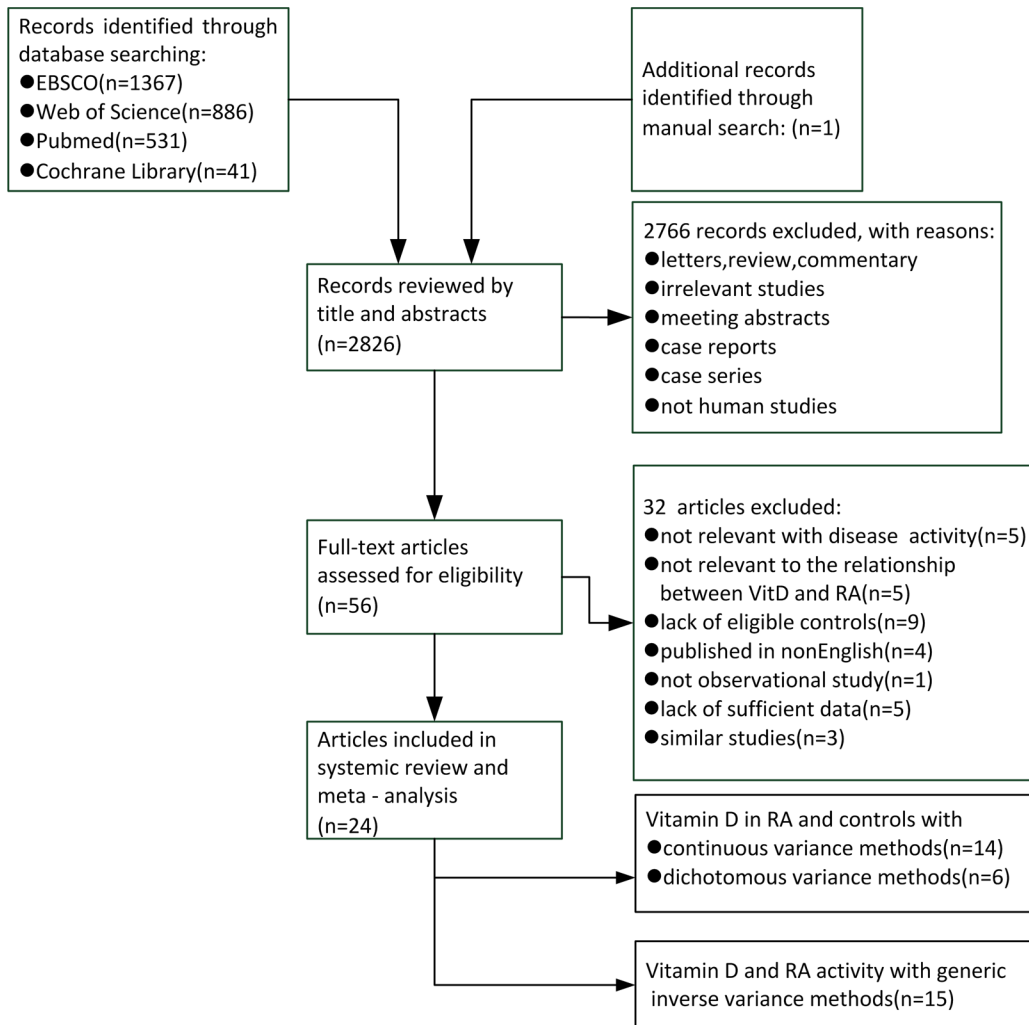 Records identified through
database searching:
●EBSCO(n=1367)
●Web of Science(n=886)
●Pubmed(n=531)
●Cochrane Library(n=41)
Additional records
identified through
manual search: (n=1)
Records reviewed by
title and abstracts
(n=2826)
2766 records excluded, with reasons:
●letters,review,commentary
●irrelevant studies
●meeting abstracts
●case reports
●case series
●not human studies
Full-text articles
assessed for eligibility
(n=56)
32 articles excluded:
●not relevant with disease activity(n=5)
●not relevant to the relationship
between VitD and RA(n=5)
●lack of eligible controls(n=9)
●published in nonEnglish(n=4)
●not observational study(n=1)
●lack of sufficient data(n=5)
●similar studies(n=3)
Articles included in
systemic review and
meta - analysis
(n=24)
Vitamin D in RA and controls with
●continuous variance methods(n=14)
●dichotomous variance methods(n=6)
Vitamin D and RA activity with generic
inverse variance methods(n=15)